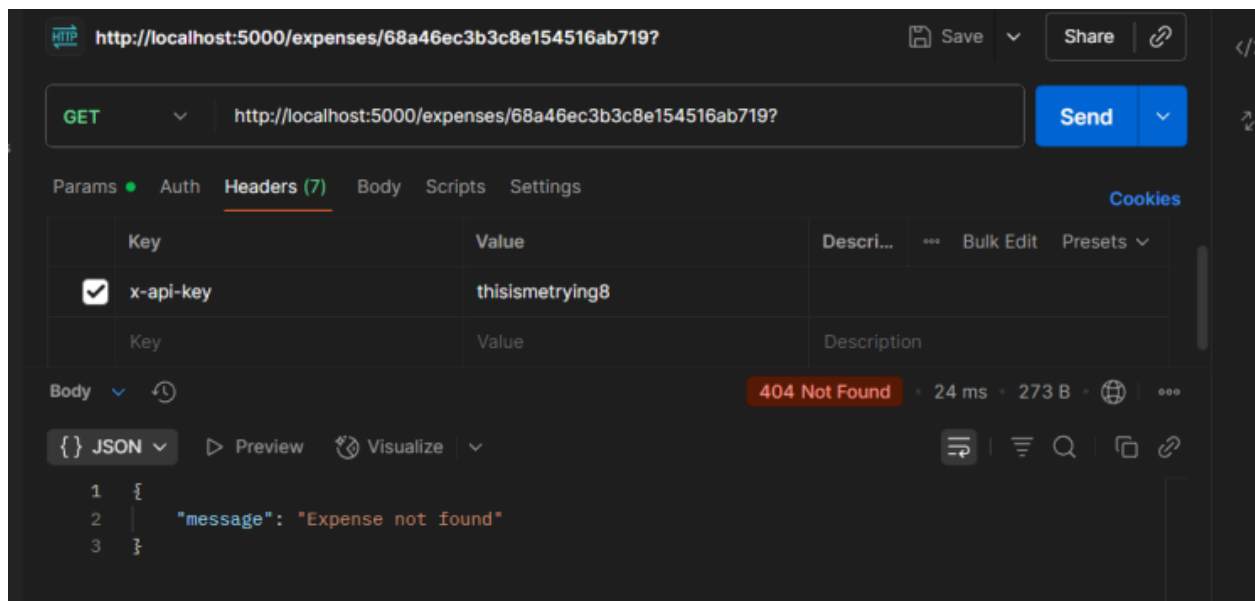 HTTP http://localhost:5000/expenses/68a46ec3b3c8e154516ab719? Save Share
GET http://localhost:5000/expenses/68a46ec3b3c8e154516ab719? Send
Params Auth Headers (7) Body Scripts Settings
Cookies
Key Value Descri... Bulk Edit Presets
x-api-key thisismetrying8
Key Value Description
Body 404 Not Found • 24 ms • 273 B
{} JSON Preview Visualize
1 {
2 "message": "Expense not found"
3 }